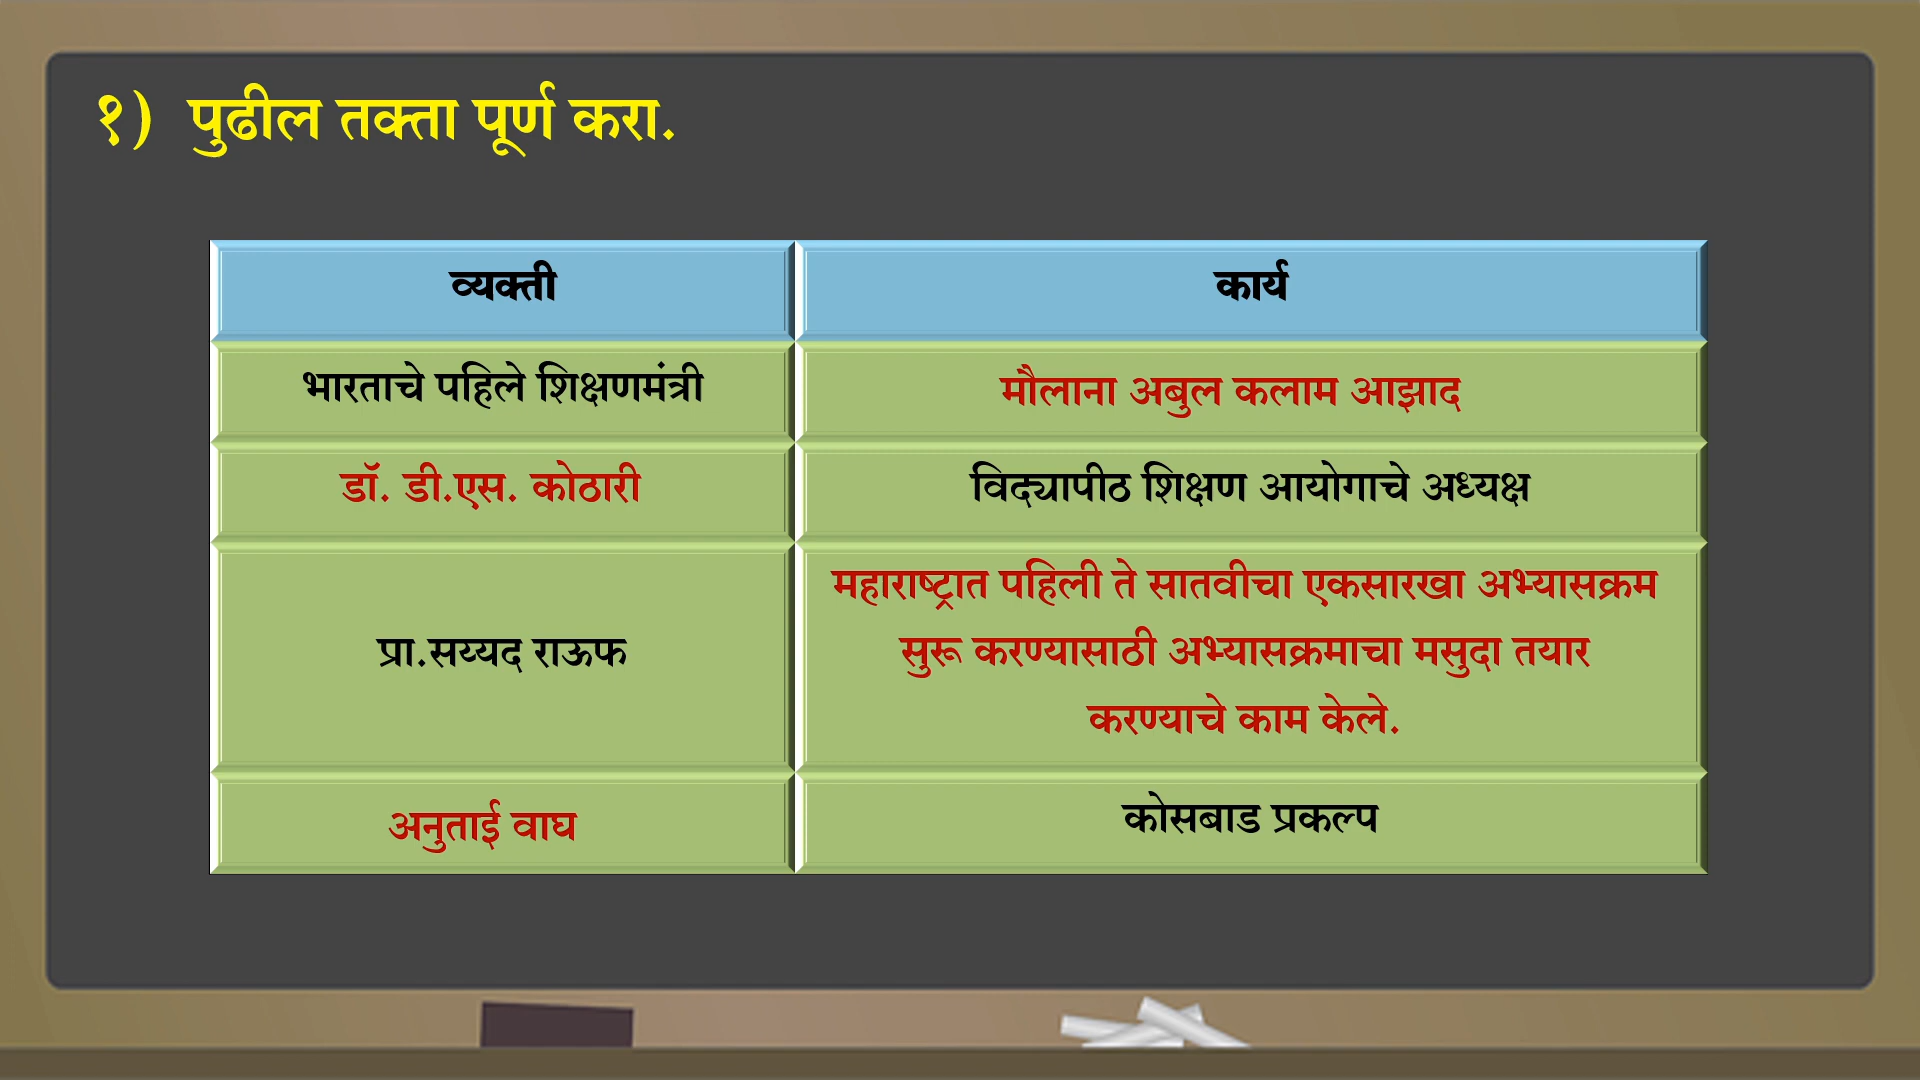 १) पुढील तक्ता पूर्ण करा.
व्यक्ती
कार्य
भारताचे पहिले शिक्षणमंत्री
मौलाना अबुल कलाम आझाद
डॉ. डी.एस. कोठारी
विद्यापीठ शिक्षण आयोगाचे अध्यक्ष
प्रा.सय्यद राऊफ
महाराष्ट्रात पहिली ते सातवीचा एकसारखा अभ्यासक्रम
सुरू करण्यासाठी अभ्यासक्रमाचा मसुदा तयार
करण्याचे काम केले.
अनुताई वाघ
कोसबाड प्रकल्प